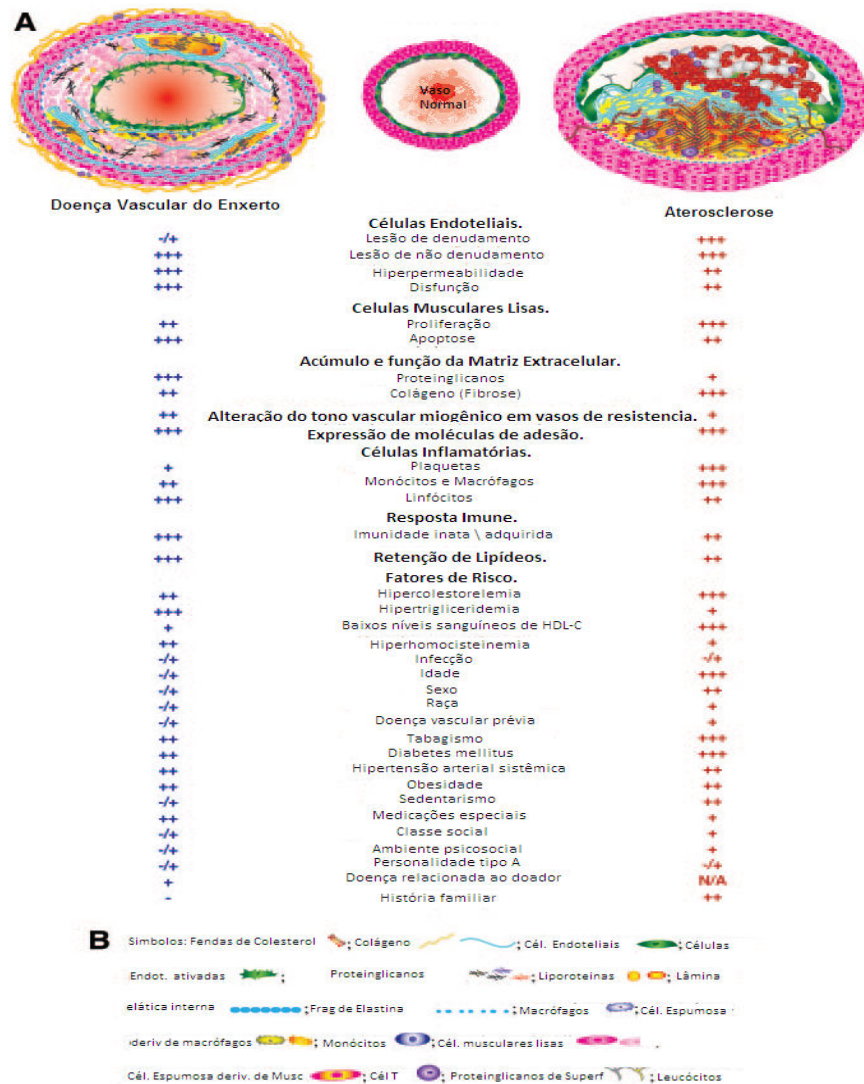 A
Vaso
Normal
Doença Vascular do Enxerto
Aterosclerose
Células Endoteliais.
-/+ Lesão de denudamento +++
+++ Lesão de não denudamento +++
+++ Hiperpermeabilidade ++
+++ Disfunção ++
Celulas Musculares Lisas.
++ Proliferação +++
+++ Apoptose ++
Acúmulo e função da Matriz Extracelular.
+++ Proteinglicanos +
++ Colágeno (Fibrose) +++
++ Alteração do tono vascular miogênico em vasos de resistencia. +
+++ Expressão de moléculas de adesão. +++
Células Inflamatórias.
+ Plaquetas +++
++ Monócitos e Macrófagos +++
+++ Linfócitos ++
Resposta Imune.
+++ Imunidade inata \ adquirida ++
+++ Retenção de Lipídeos. ++
Fatores de Risco.
++ Hipercolestorelemia +++
+++ Hipertrigliceridemia +
+ Baixos níveis sanguíneos de HDL-C +++
++ Hiperhomocisteinemia +
-/+ Infecção -/+
-/+ Idade +++
-/+ Sexo ++
-/+ Raça +
-/+ Doença vascular prévia +
++ Tabagismo +++
++ Diabetes mellitus +++
++ Hipertensão arterial sistêmica ++
++ Obesidade ++
-/+ Sedentarismo ++
++ Medicações especiais +
-/+ Classe social +
-/+ Ambiente psicosocial +
-/+ Personalidade tipo A -/+
+ Doença relacionada ao doador N/A
- História familiar ++
B Simbolos: Fendas de Colesterol ; Colágeno ; Cél. Endoteliais ; Células
Endot. ativadas ; Proteinglicanos ; Liporoteinas ; Lâmina
elática interna ; Frag de Elastina ; Macrófagos ; Cél. Espumosa
deriv de macrófagos ; Monócitos ; Cél. musculares lisas ;
Cél. Espumosa deriv. de Musc ; Cél T ; Proteinglicanos de Superf ; Leucócitos